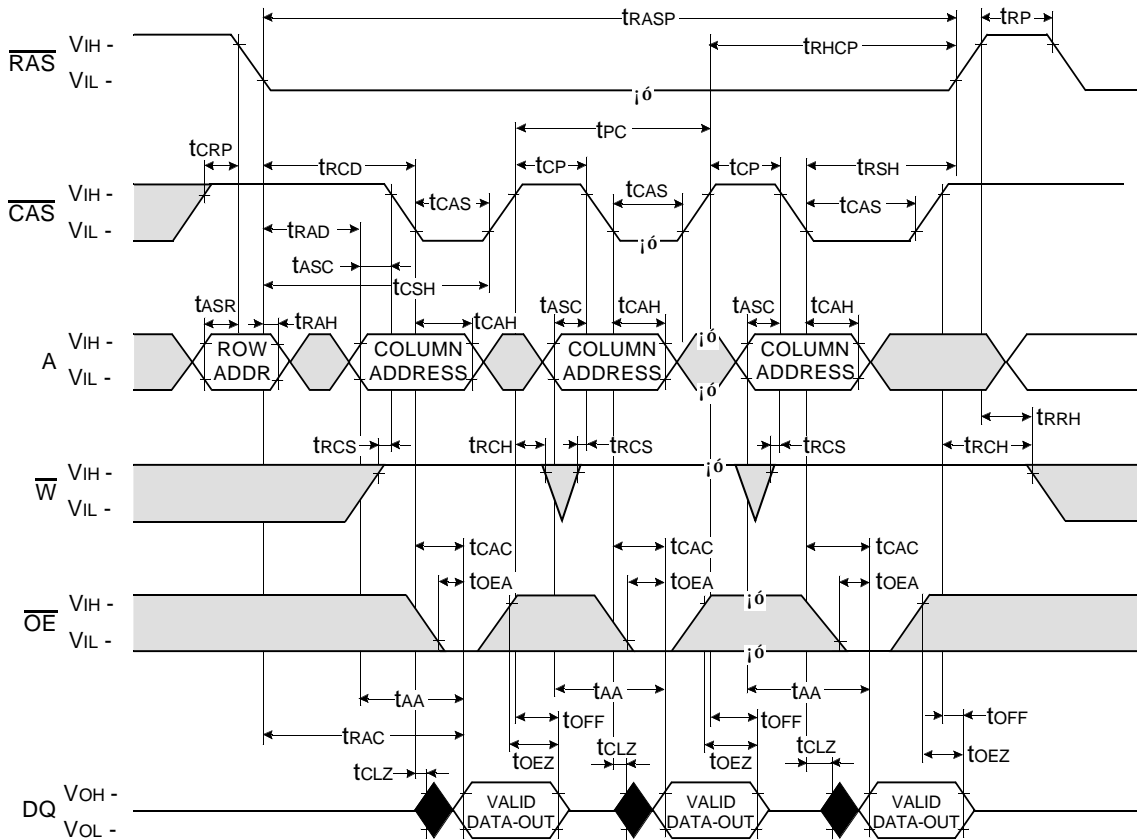 tRASP
tRP
tRHCP
RAS
VIH -
VIL -
¡ó
tPC
tCRP
tRCD
tCP
tCP
tRSH
CAS
VIH -
VIL -
tCAS
tCAS
tCAS
¡ó
tRAD
tASC
tCSH
tASR
tRAH
tCAH
tASC
tCAH
tASC
tCAH
A
VIH -
VIL -
ROW
ADDR
COLUMN
ADDRESS
COLUMN
ADDRESS
¡ó
¡ó
COLUMN
ADDRESS
tRRH
tRCS
tRCH
tRCS
tRCS
tRCH
W
VIH -
VIL -
¡ó
tCAC
tCAC
tCAC
tOEA
tOEA
tOEA
OE
VIH -
VIL -
¡ó
¡ó
tAA
tAA
tAA
tOFF
tOFF
tOFF
tRAC
tOEZ
tOEZ
tOEZ
tCLZ
tCLZ
tCLZ
DQ
VOH -
VOL -
VALID
DATA-OUT
VALID
DATA-OUT
VALID
DATA-OUT